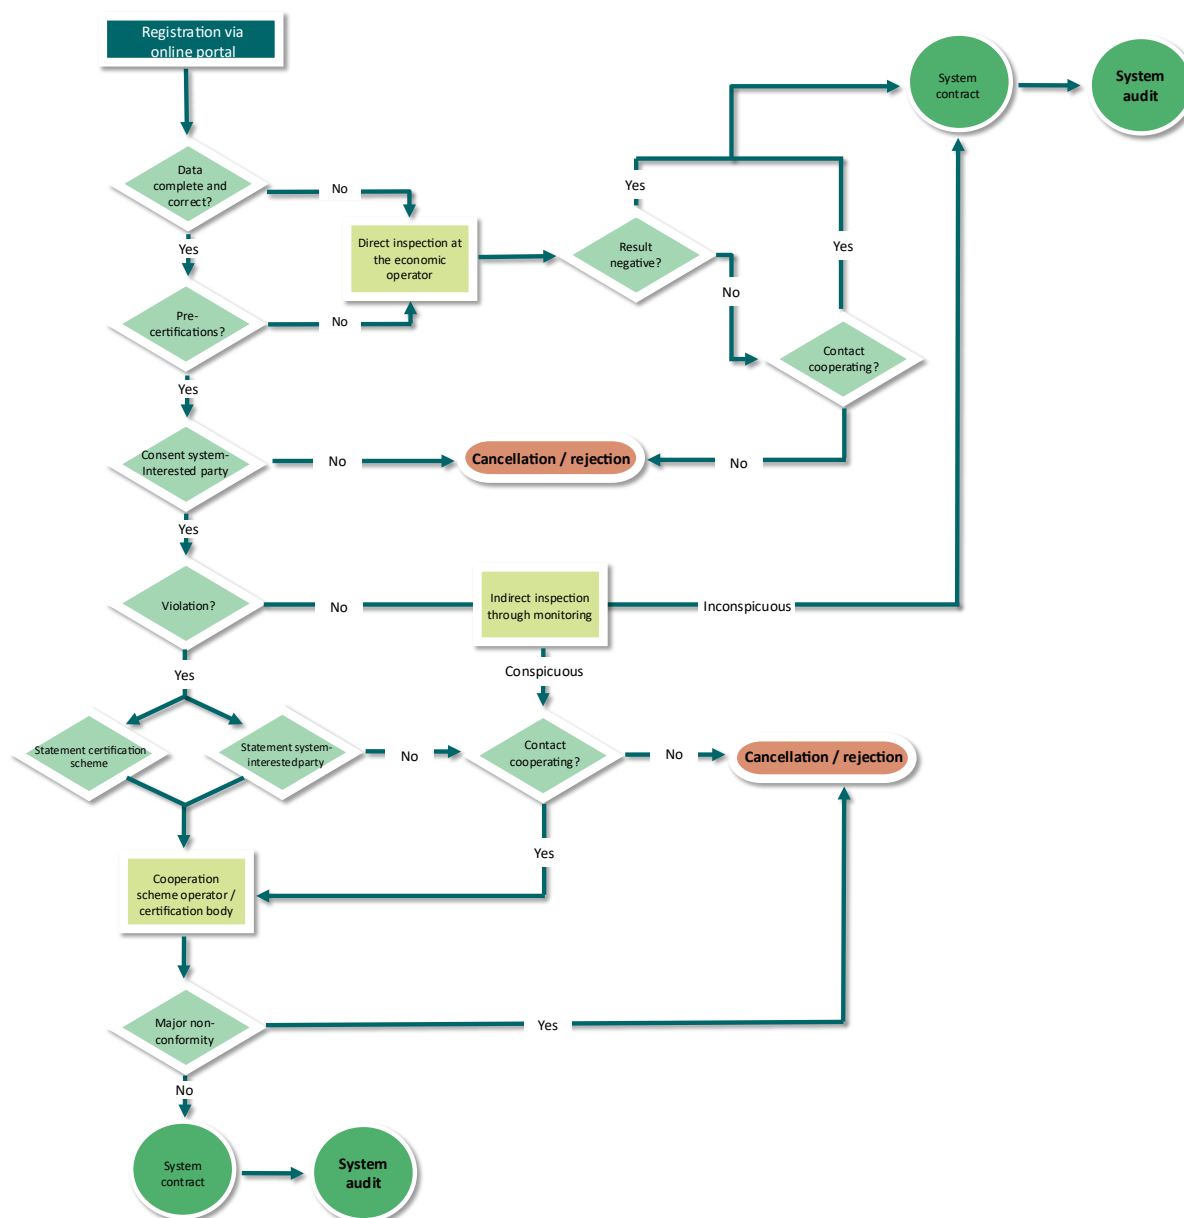 Registration via
online portal
System
contract
System
audit
Data
complete and
correct?
No
Yes
Direct inspection at
the economic
operator
Result
negative?
Yes
No
Yes
Pre-
certifications?
No
Contact
cooperating?
Yes
Consent system-
Interested party
No
Cancellation / rejection
No
Yes
Violation?
No
Indirect inspection
through monitoring
Inconspicuous
Yes
Conspicuous
Statement certification
scheme
Statement system-
interestedparty
No
Contact
cooperating?
No
Cancellation / rejection
Yes
Cooperation
scheme operator /
certification body
Major non-
conformity
Yes
No
System
contract
System
audit